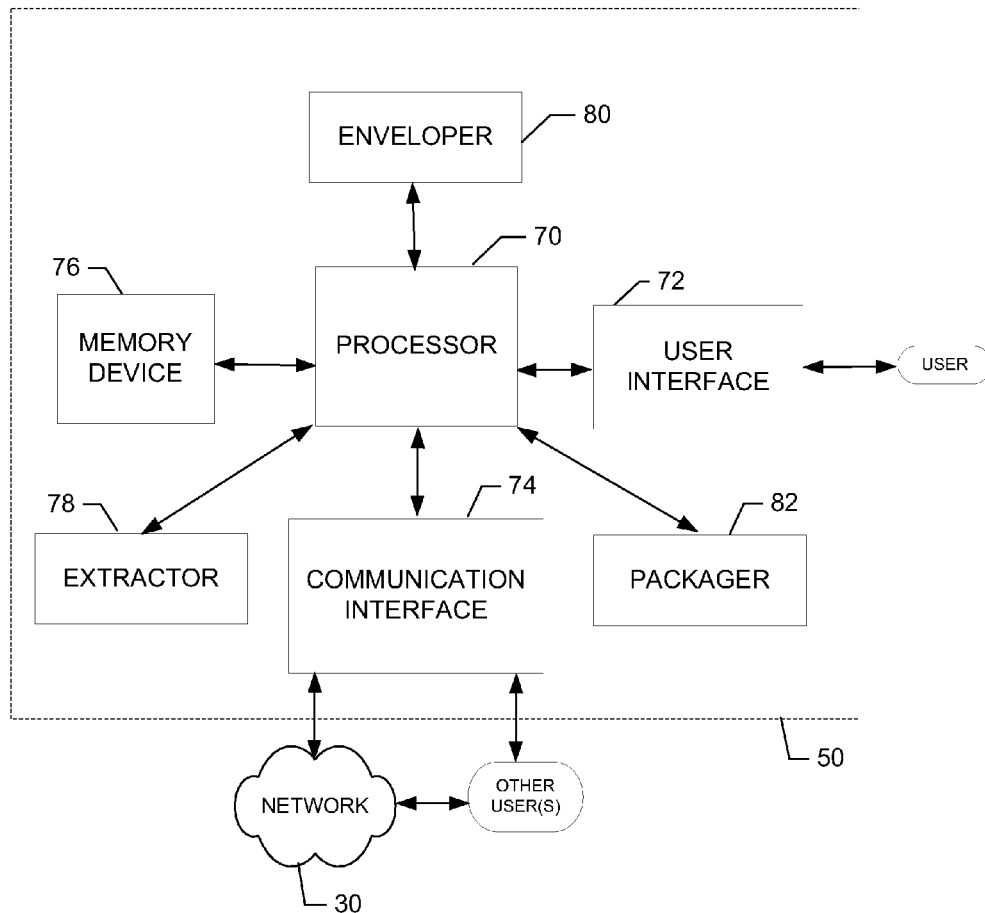 80
ENVELOPER
70
76
72
MEMORY
DEVICE
PROCESSOR
USER
INTERFACE
USER
78
74
82
EXTRACTOR
COMMUNICATION
INTERFACE
PACKAGER
50
NETWORK
OTHER
USER(S)
30